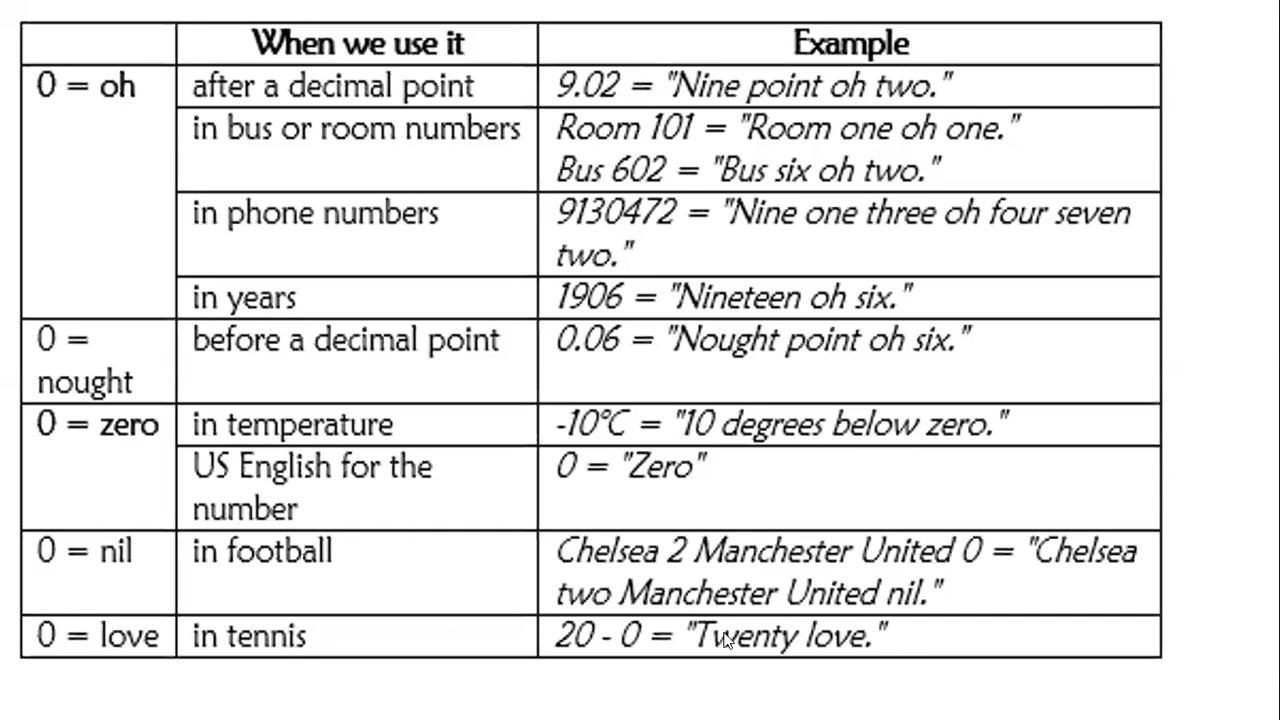 When we use it Example
0 = oh after a decimal point 9.02 = "Nine point oh two."
in bus or room numbers Room 101 = "Room one oh one."
Bus 602 = "Bus six oh two."
in phone numbers 9130472 = "Nine one three oh four seven
two."
in years 1906 = "Nineteen oh six."
0 = before a decimal point 0.06 = "Nought point oh six."
nought
0 = zero in temperature -10°C = "10 degrees below zero."
US English for the 0 = "Zero"
number
0 = nil in football Chelsea 2 Manchester United 0 = "Chelsea
two Manchester United nil."
0 = love in tennis 20 - 0 = "Twenty love."